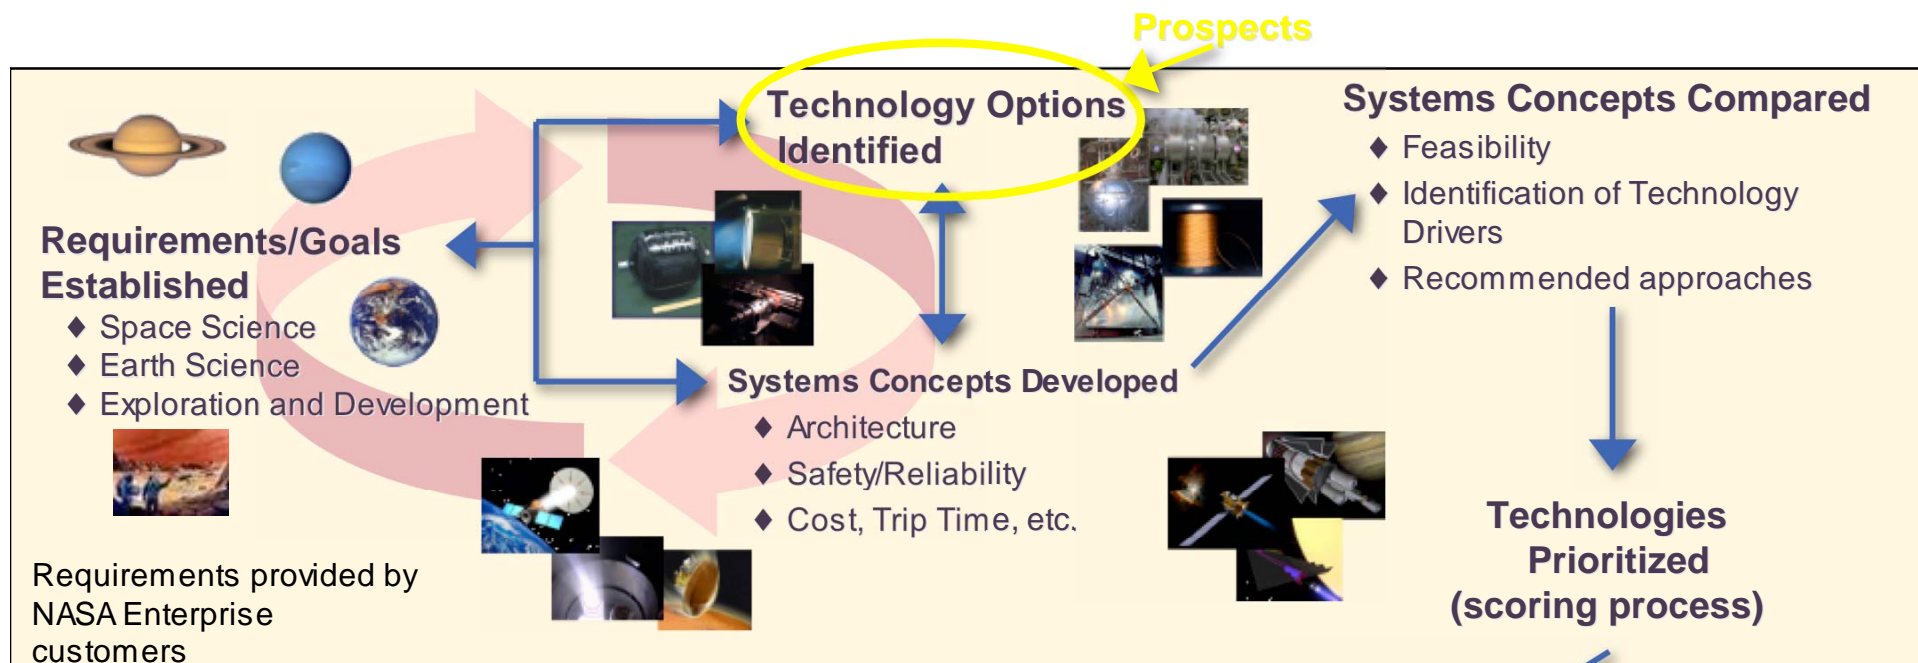 Prospects
Technology Options
Identified
Requirements/Goals
Established
♦ Space Science
♦ Earth Science
♦ Exploration and Development
Requirements provided by
NASA Enterprise
customers
Systems Concepts Developed
♦ Architecture
♦ Safety/Reliability
♦ Cost, Trip Time, etc.
Systems Concepts Compared
♦ Feasibility
♦ Identification of Technology
Drivers
♦ Recommended approaches
Technologies
Prioritized
(scoring process)